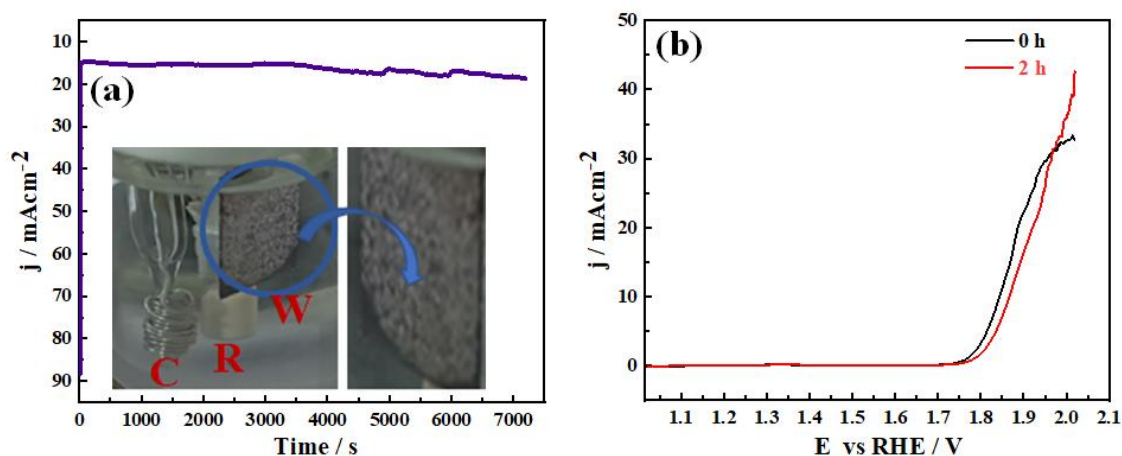 (a)
10
20
30
40
50
60
70
80
90
j / mAcm⁻²
0 1000 2000 3000 4000 5000 6000 7000
Time / s
C
R
W
(b)
0 h
2 h
50
40
30
20
10
0
j / mAcm⁻²
1.1 1.2 1.3 1.4 1.5 1.6 1.7 1.8 1.9 2.0 2.1
E vs RHE / V